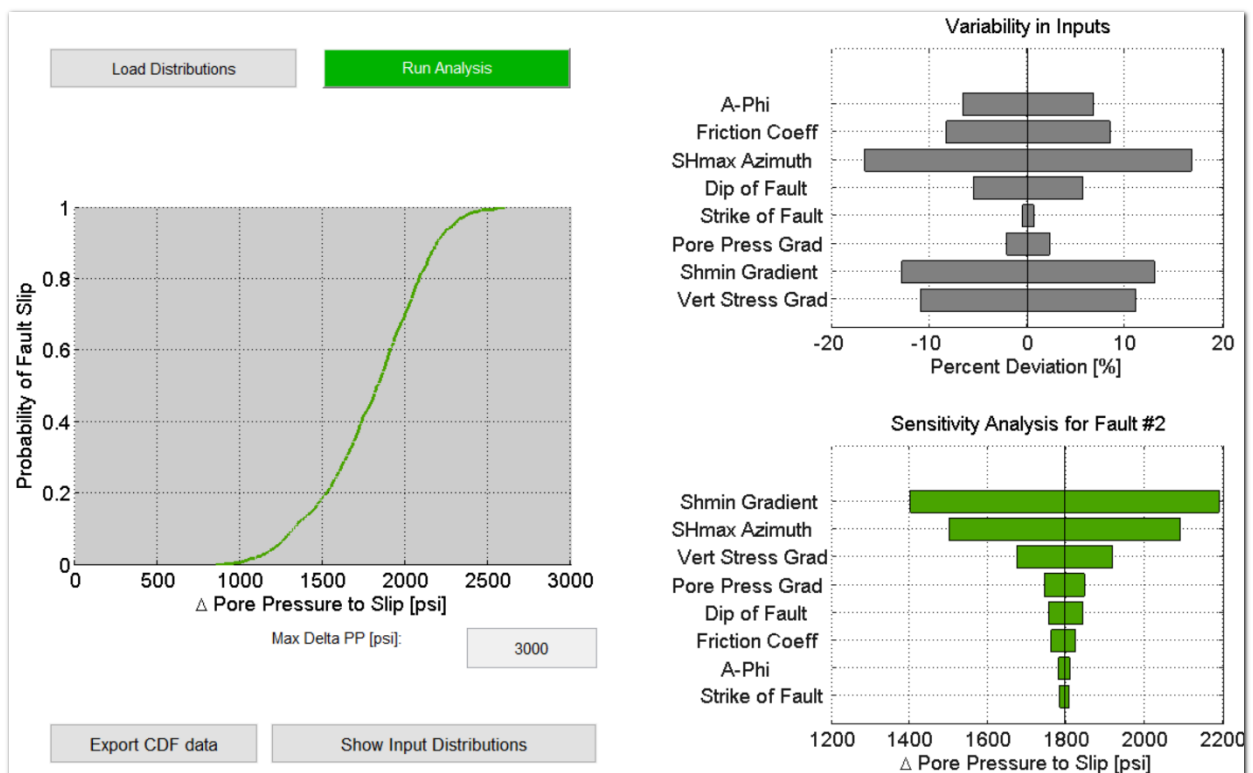 Load Distributions
Run Analysis
Probability of Fault Slip
1
0.8
0.6
0.4
0.2
0
0 500 1000 1500 2000 2500 3000
Δ Pore Pressure to Slip [psi]
Max Delta PP [psi]:
3000
Export CDF data
Show Input Distributions
Variability in Inputs
A-Phi
Friction Coeff
SHmax Azimuth
Dip of Fault
Strike of Fault
Pore Press Grad
Shmin Gradient
Vert Stress Grad
-20 -10 0 10 20
Percent Deviation [%]
Sensitivity Analysis for Fault #2
1400 1600 1800 2000 2200
Shmin Gradient
SHmax Azimuth
Vert Stress Grad
Pore Press Grad
Dip of Fault
Friction Coeff
A-Phi
Strike of Fault
1200 1400 1600 1800 2000 2200
Δ Pore Pressure to Slip [psi]